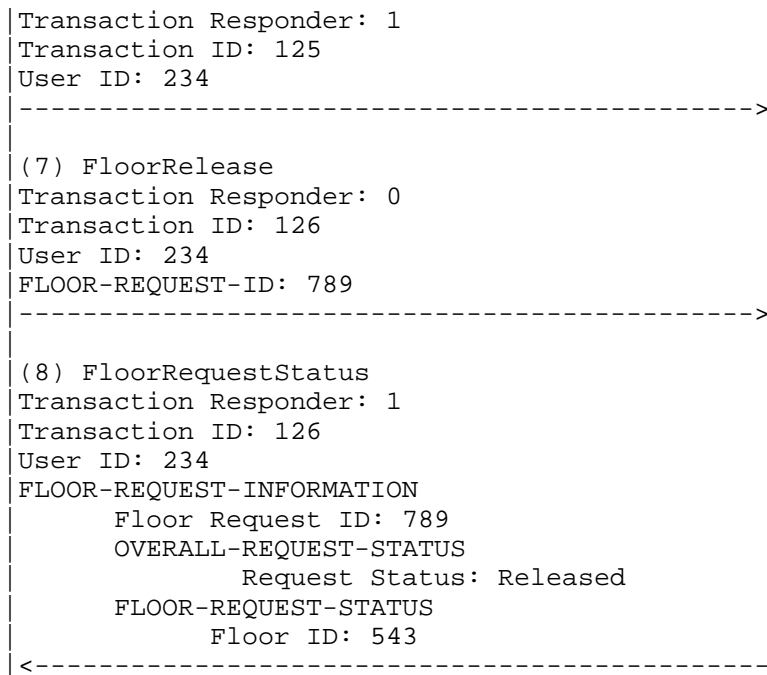 |Transaction Responder: 1
|Transaction ID: 125
|User ID: 234
|---------------------------------------------->
|
|(7) FloorRelease
|Transaction Responder: 0
|Transaction ID: 126
|User ID: 234
|FLOOR-REQUEST-ID: 789
|---------------------------------------------->
|
|(8) FloorRequestStatus
|Transaction Responder: 1
|Transaction ID: 126
|User ID: 234
|FLOOR-REQUEST-INFORMATION
|      Floor Request ID: 789
|      OVERALL-REQUEST-STATUS
|              Request Status: Released
|      FLOOR-REQUEST-STATUS
|            Floor ID: 543
|<----------------------------------------------